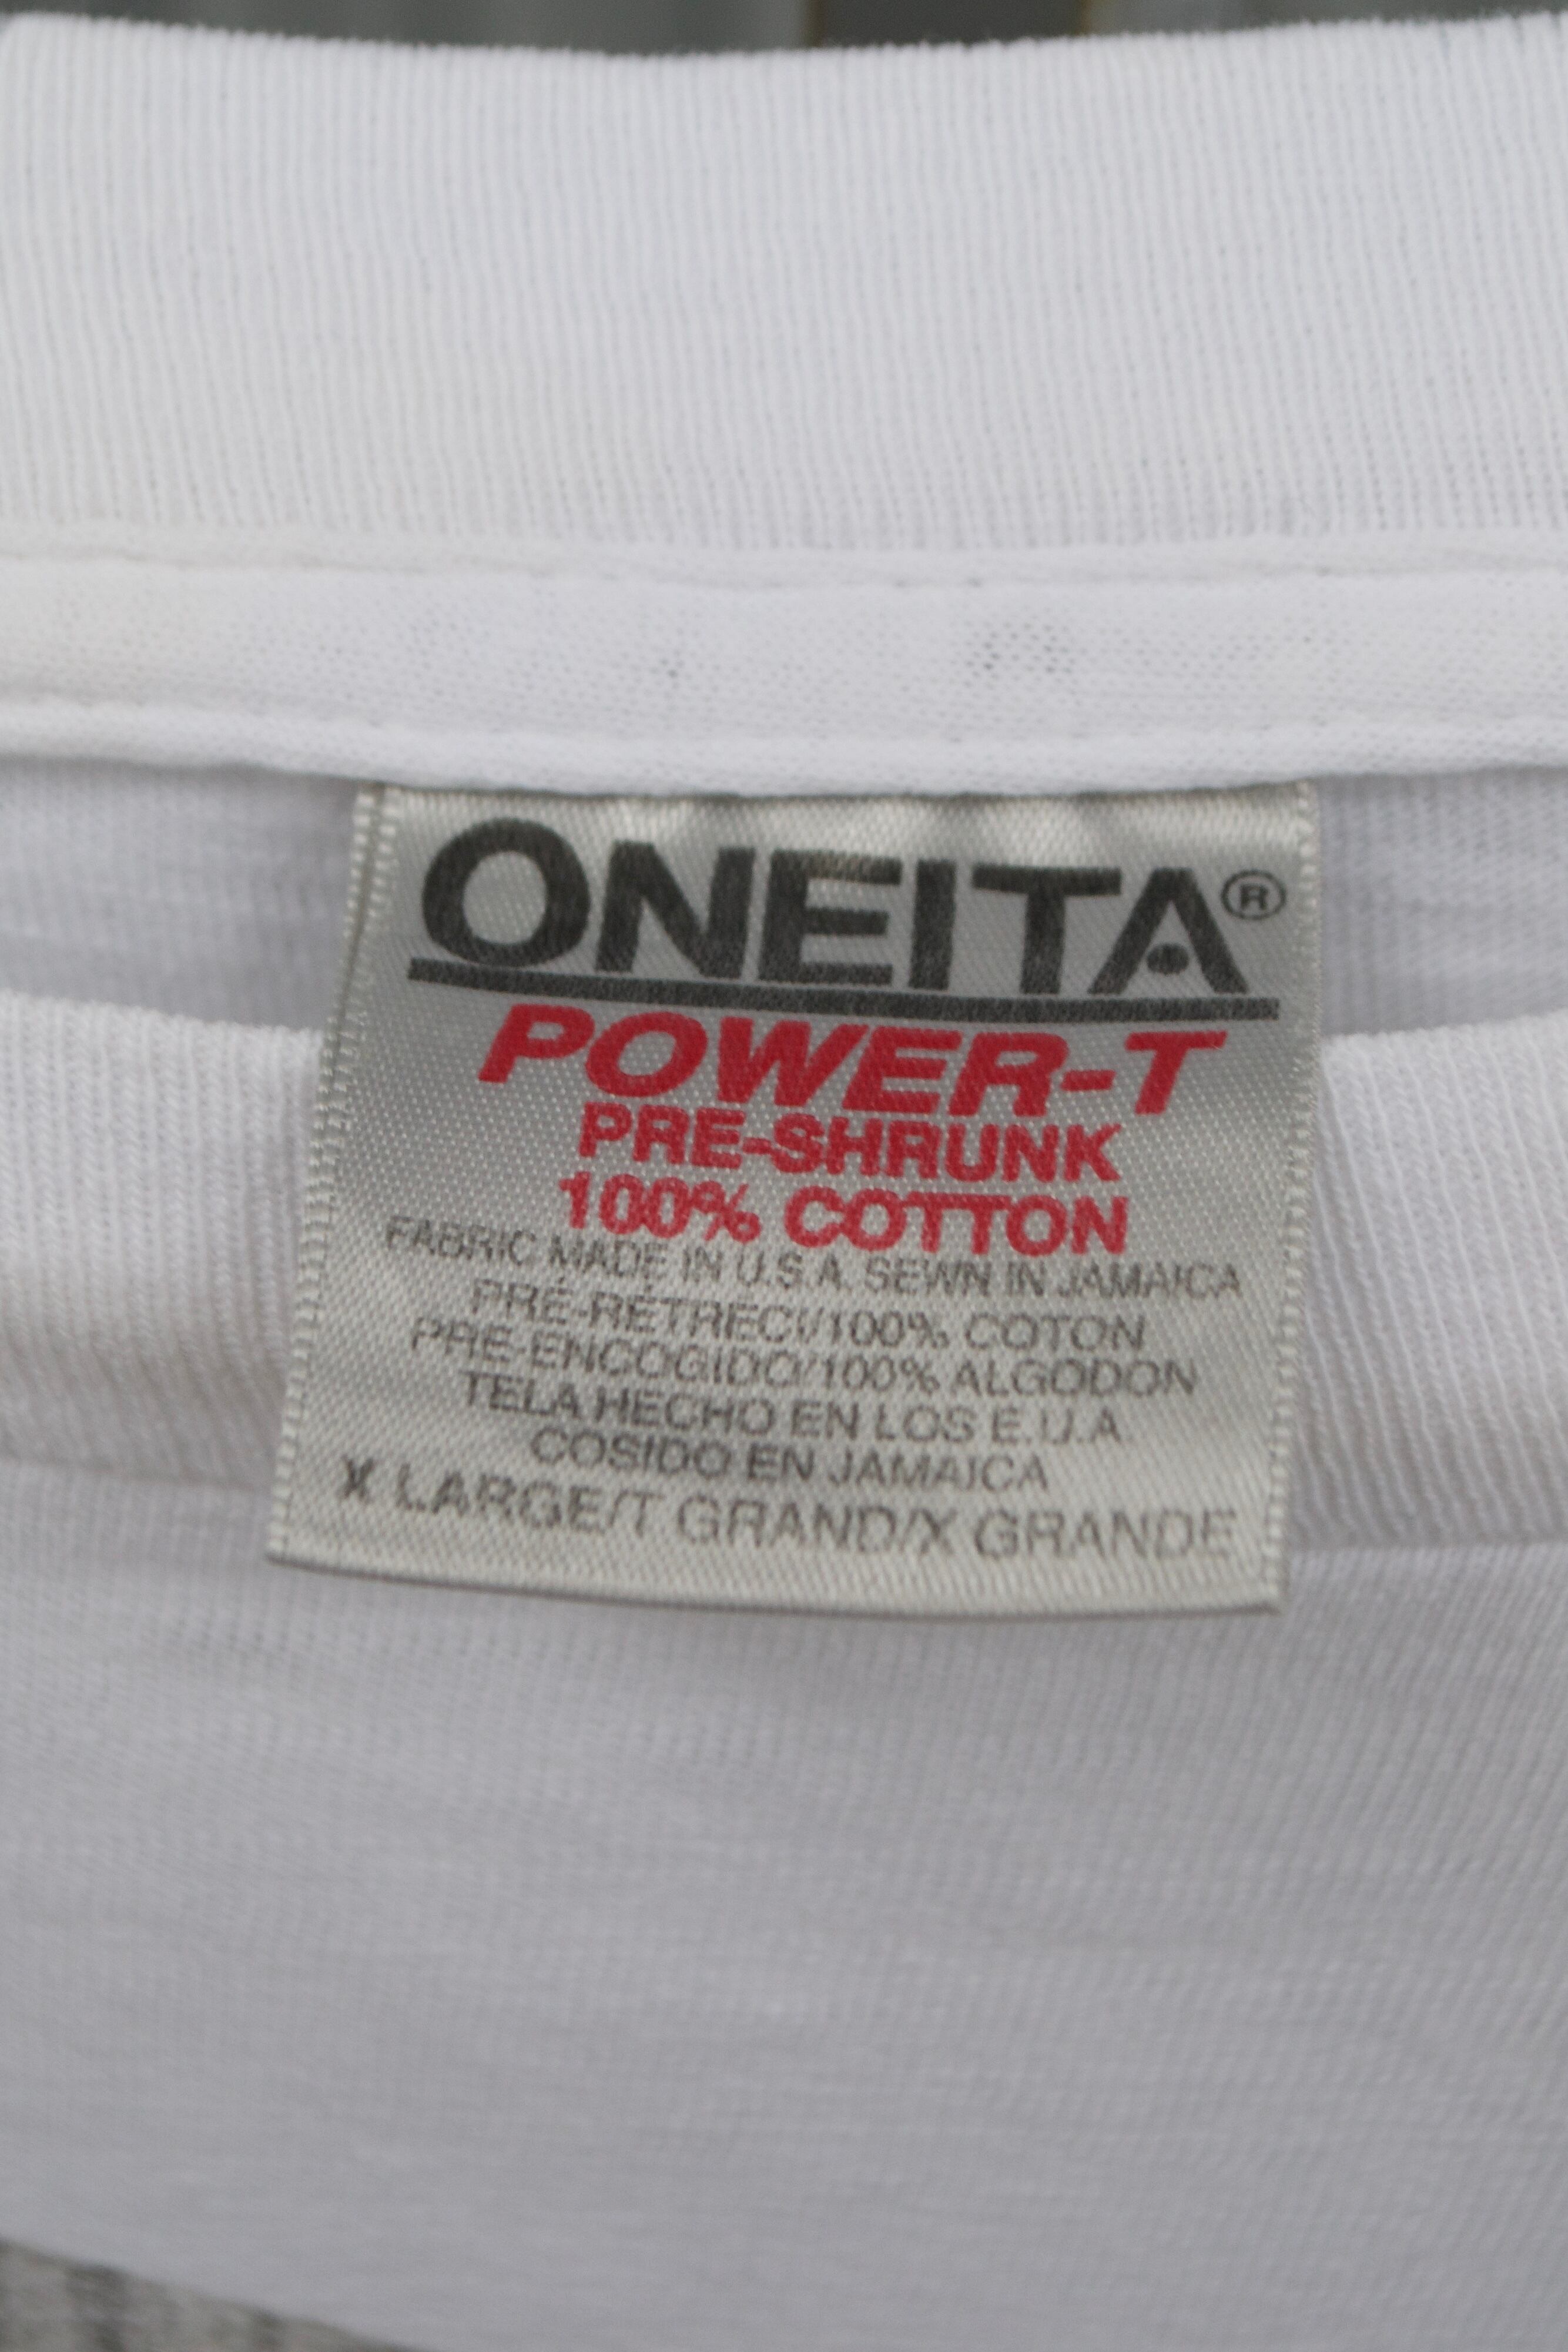 ONEITA®
POWER-T
PRE-SHRUNK
100% COTTON
FABRIC MADE IN U.S.A. SEWN IN JAMAICA
PRÉ-RÉTRECI/100% COTON
PRE-ENCOGIDO/100% ALGODON
TELA HECHO EN LOS E.U.A.
COSIDO EN JAMAICA
X LARGE/T GRAND/X GRANDE